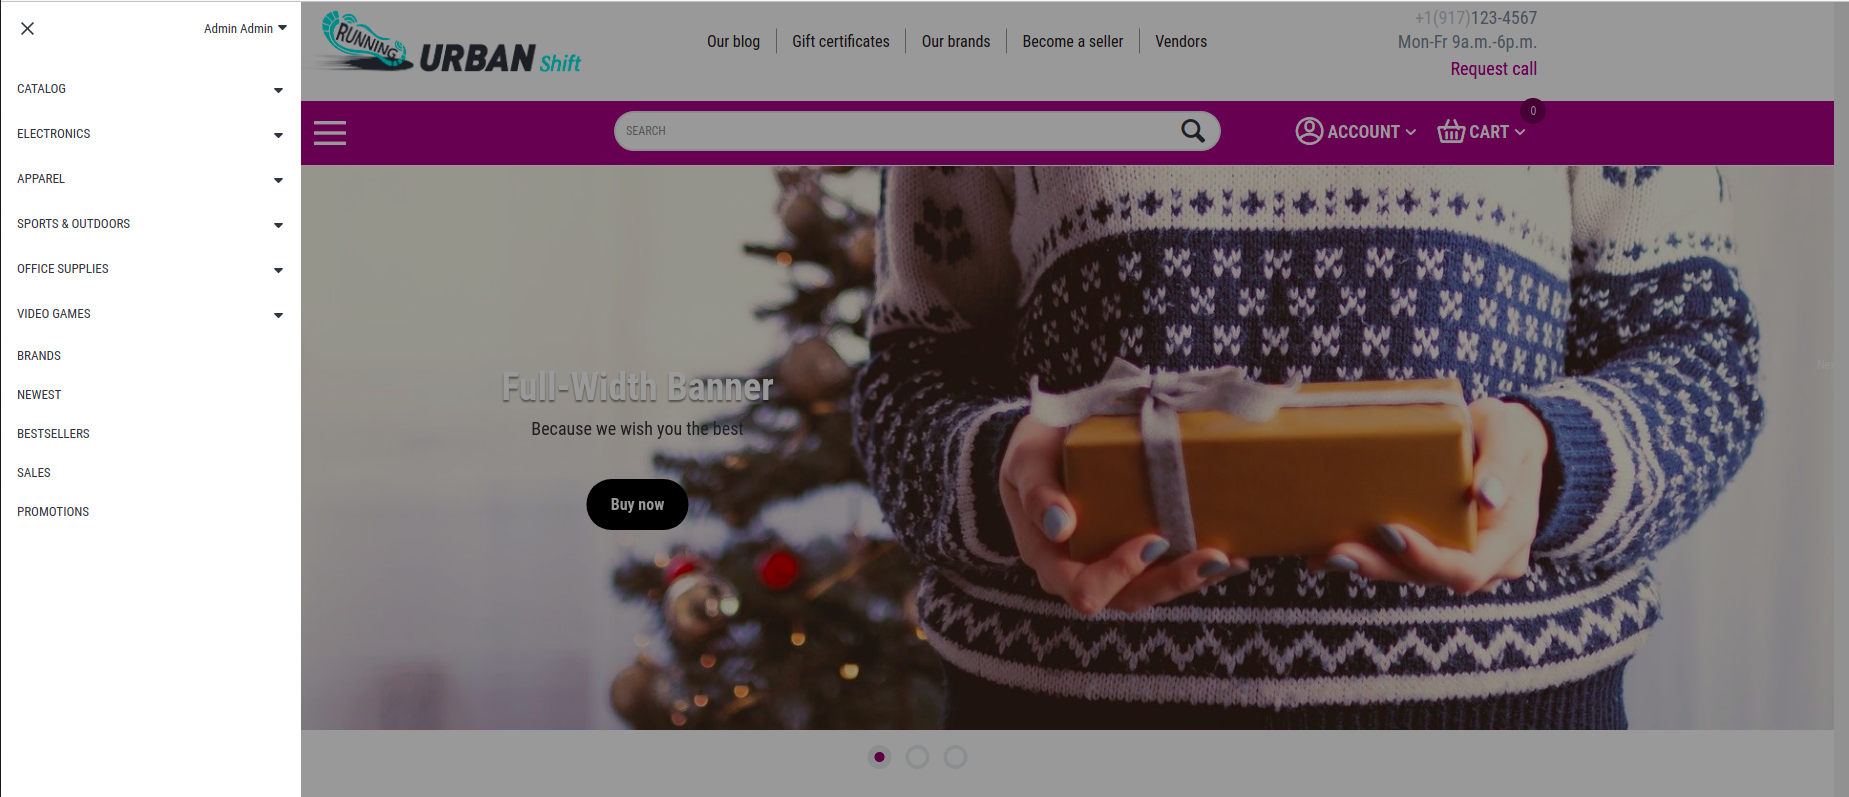 Admin Admin
CATALOG
ELECTRONICS
APPAREL
SPORTS & OUTDOORS
OFFICE SUPPLIES
VIDEO GAMES
BRANDS
NEWEST
BESTSELLERS
SALES
PROMOTIONS
RUNNING
URBAN Shift
Our blog
Gift certificates
Our brands
Become a seller
Vendors
+1(917)123-4567
Mon-Fr 9a.m.-6p.m.
Request call
SEARCH
ACCOUNT
CART
0
Full-Width Banner
Because we wish you the best
Buy now